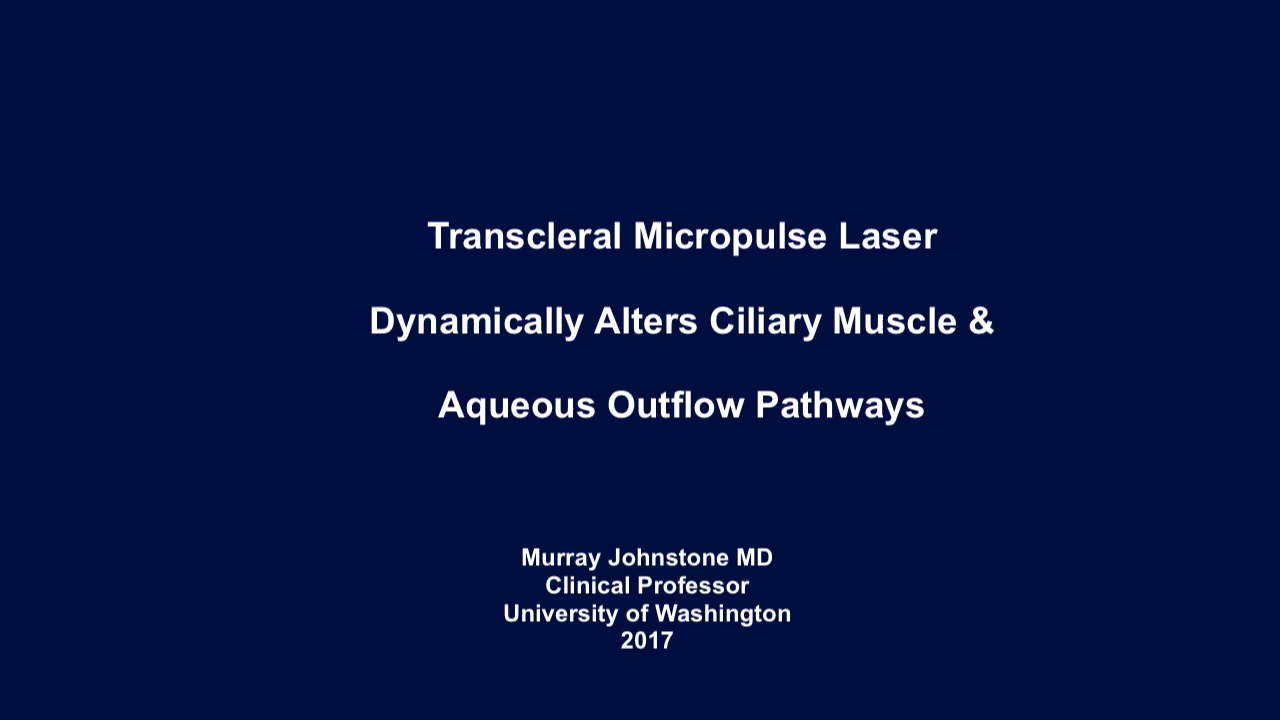 Transcleral Micropulse Laser
Dynamically Alters Ciliary Muscle &
Aqueous Outflow Pathways
Murray Johnstone MD
Clinical Professor
University of Washington
2017